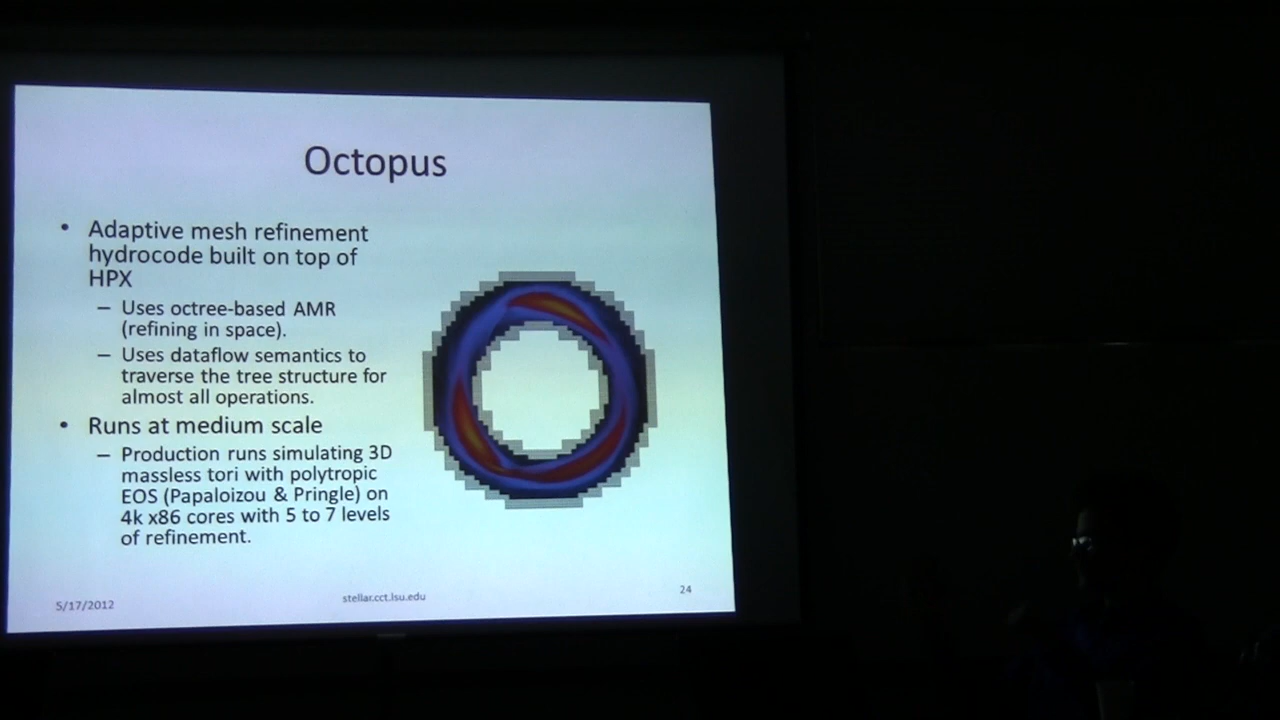 Octopus
• Adaptive mesh refinement
hydrocode built on top of
HPX
– Uses octree-based AMR
(refining in space).
– Uses dataflow semantics to
traverse the tree structure for
almost all operations.
• Runs at medium scale
– Production runs simulating 3D
massless tori with polytropic
EOS (Papaloizou & Pringle) on
4k x86 cores with 5 to 7 levels
of refinement.
5/17/2012
stellar.cct.lsu.edu
24